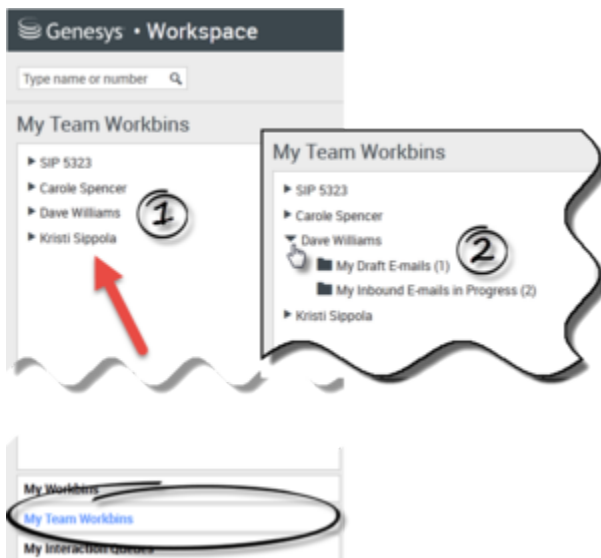 Genesys • Workspace
Type name or number
My Team Workbins
SIP 5323
Carole Spencer
Dave Williams
Kristi Sippola
1
My Team Workbins
SIP 5323
Carole Spencer
Dave Williams
My Draft E-mails (1)
My Inbound E-mails in Progress (2)
Kristi Sippola
2
My Workbins
My Team Workbins
My Interaction Queues